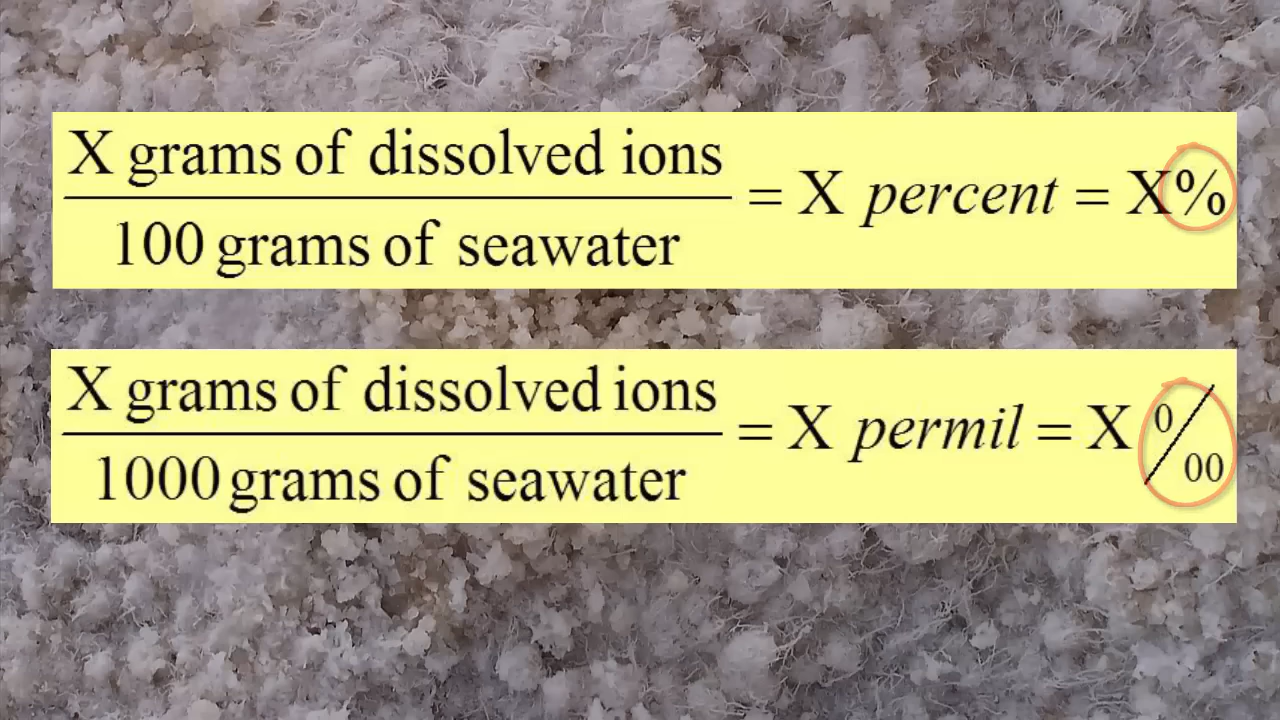 X grams of dissolved ions
100 grams of seawater
= X percent = X%
X grams of dissolved ions
1000 grams of seawater
= X permil = X 0/00